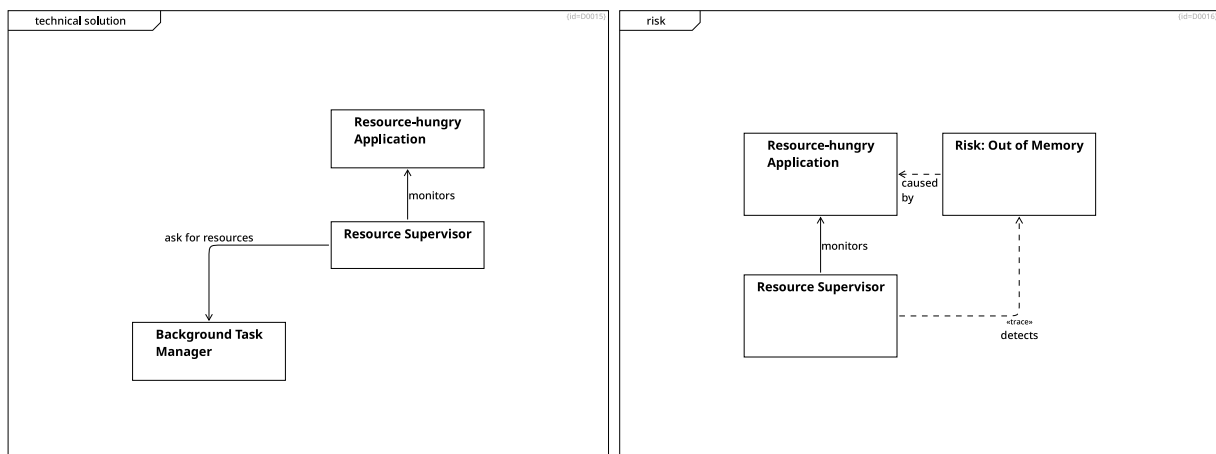 technical solution
{id=D0015}
Resource-hungry
Application
monitors
Resource Supervisor
ask for resources
Background Task
Manager
risk
{id=D0016}
Resource-hungry
Application
Risk: Out of Memory
caused
by
monitors
Resource Supervisor
«trace»
detects